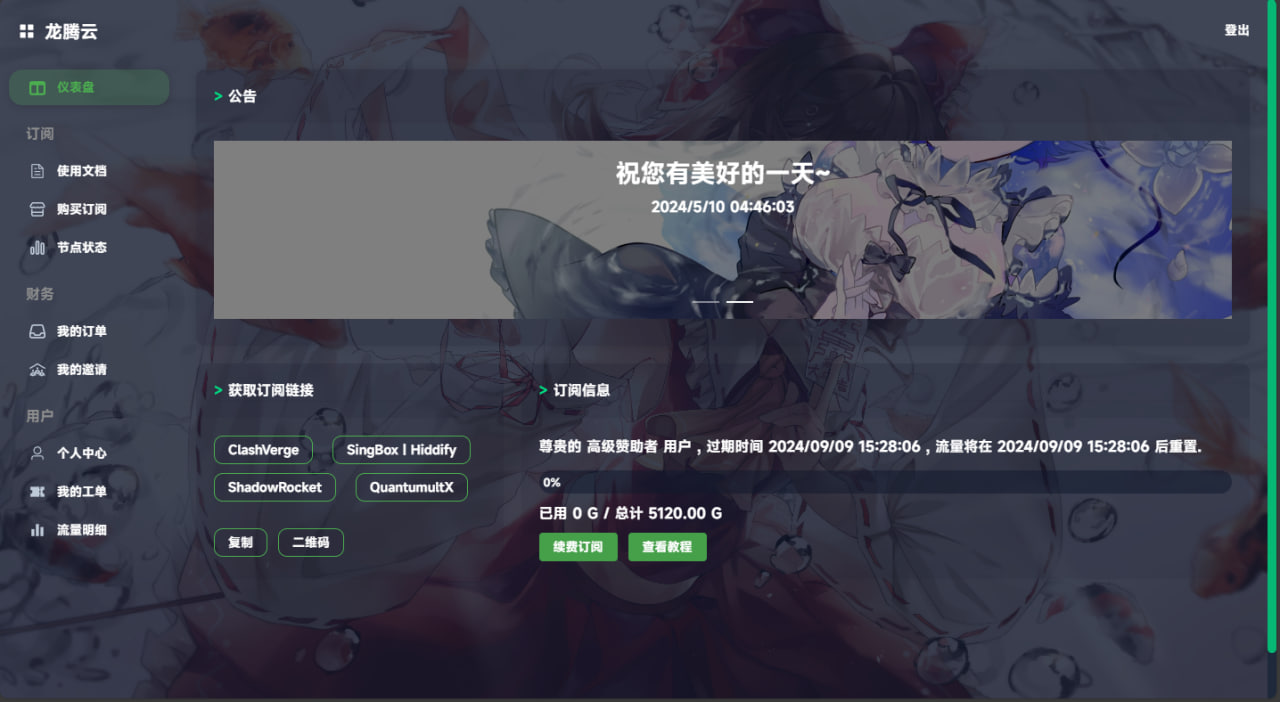 龙腾云
登出
仪表盘
订阅
使用文档
购买订阅
节点状态
财务
我的订单
我的邀请
用户
个人中心
我的工单
流量明细
> 公告
祝您有美好的一天~
2024/5/10 04:46:03
> 获取订阅链接
ClashVerge
SingBox | Hiddify
ShadowRocket
QuantumultX
复制
二维码
> 订阅信息
尊贵的 高级赞助者 用户 , 过期时间 2024/09/09 15:28:06 , 流量将在 2024/09/09 15:28:06 后重置.
0%
已用 0 G / 总计 5120.00 G
续费订阅
查看教程